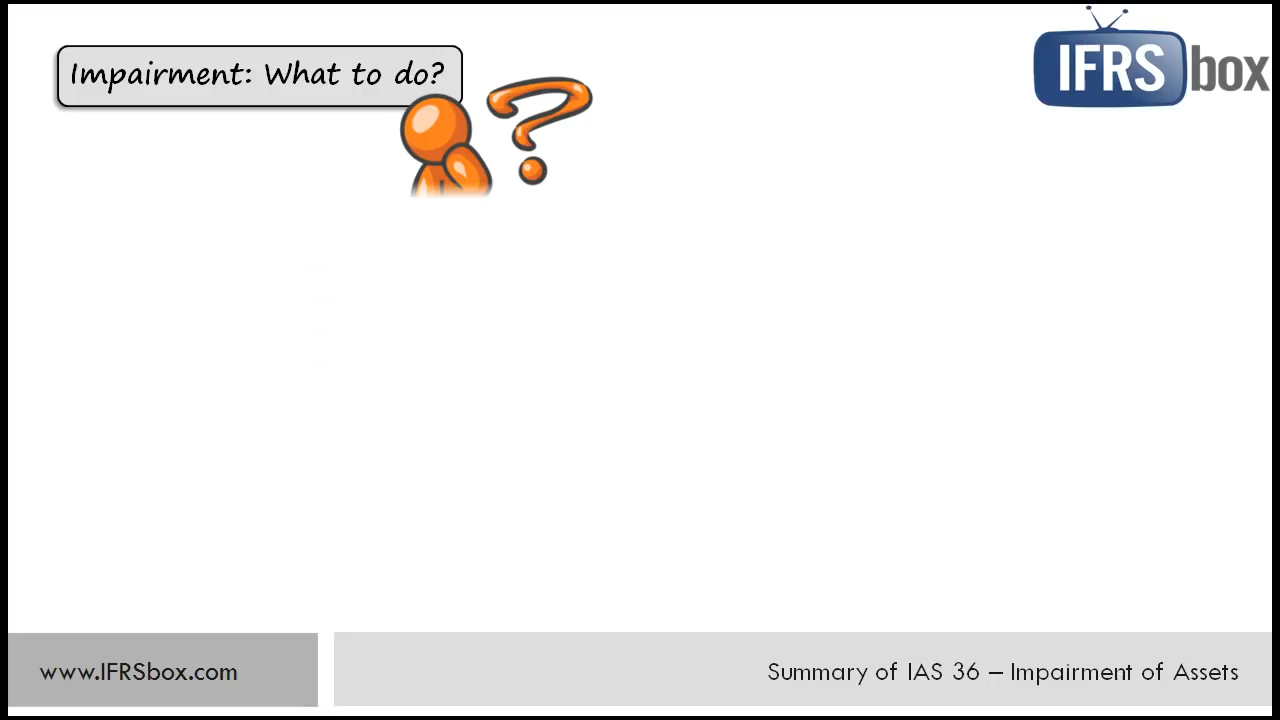 Impairment: What to do?
IFRS box
www.IFRSbox.com
Summary of IAS 36 – Impairment of Assets